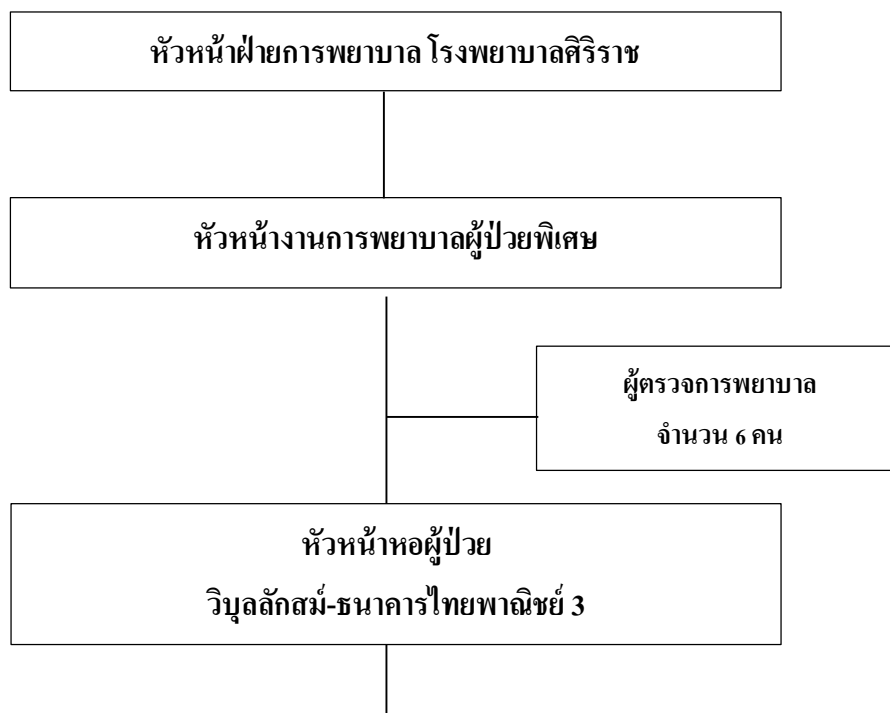 หัวหน้าฝ่ายการพยาบาล โรงพยาบาลศิริราช
หัวหน้างานการพยาบาลผู้ป่วยพิเศษ
ผู้ตรวจการพยาบาล
จำนวน 6 คน
หัวหน้าหอผู้ป่วย
วิบุลลักสม์-ธนาคารไทยพาณิชย์ 3